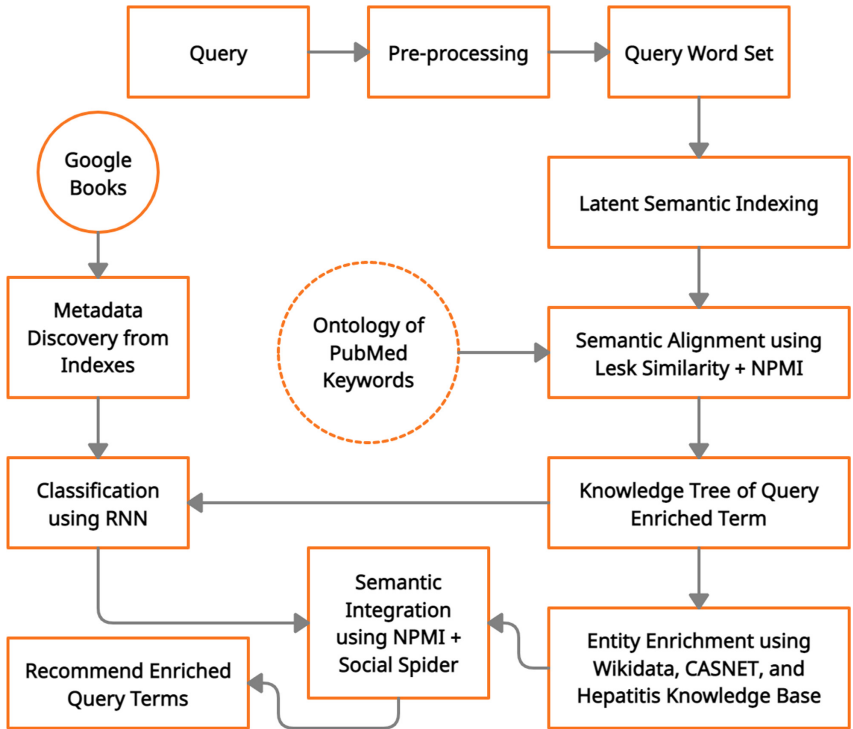 Query
Pre-processing
Query Word Set
Google
Books
Latent Semantic Indexing
Metadata
Discovery from
Indexes
Ontology of
PubMed
Keywords
Semantic Alignment using
Lesk Similarity + NPMI
Classification
using RNN
Knowledge Tree of Query
Enriched Term
Semantic
Integration
using NPMI +
Social Spider
Entity Enrichment using
Wikidata, CASNET, and
Hepatitis Knowledge Base
Recommend Enriched
Query Terms